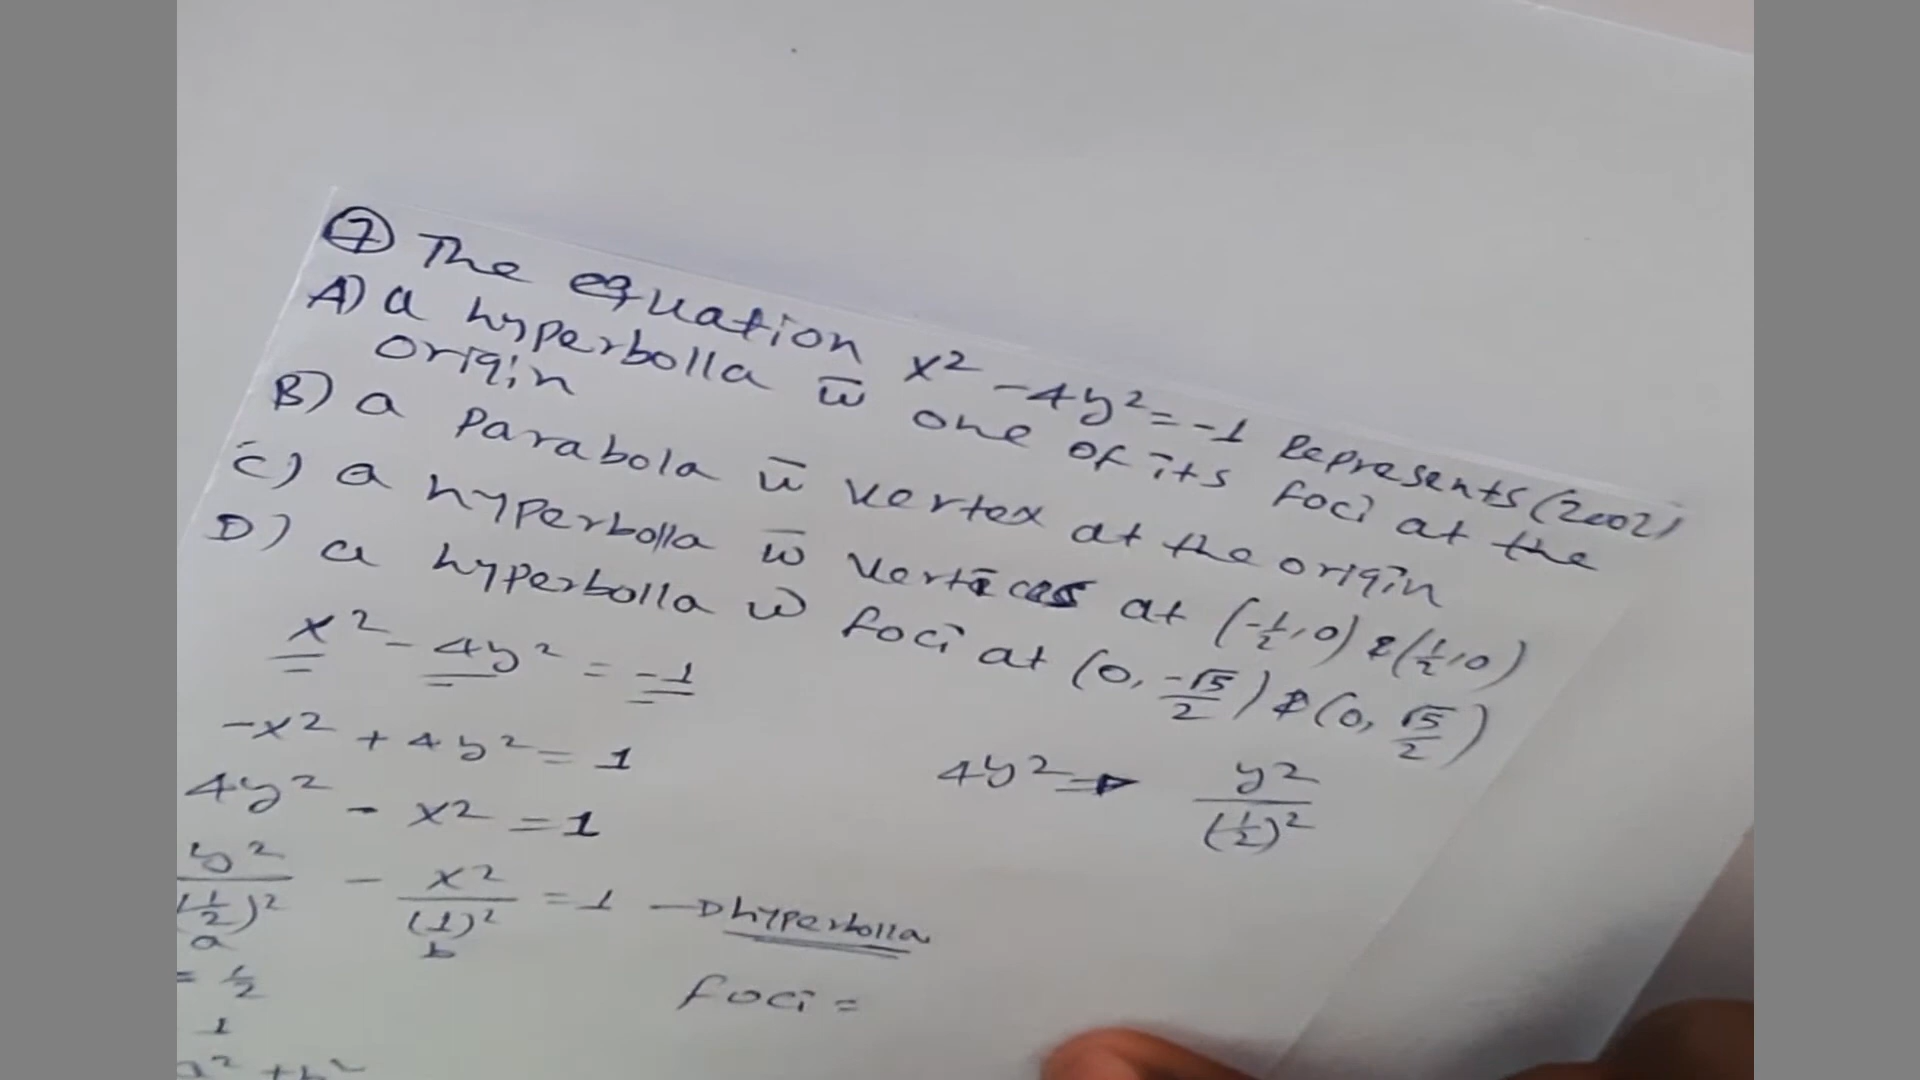 ⑦ The equation x² - 4y² = -1 Represents (2002)
A) a hyperbolla w̄ one of its foci at the
origin
B) a parabola w̄ vertex at the origin
C) a hyperbolla w̄ vertices at (-½, 0) & (½, 0)
D) a hyperbolla w̄ foci at (0, -√5/2) & (0, √5/2)
x² - 4y² = -1
-x² + 4y² = 1
4y² - x² = 1
4y² ⇒ y²/(½)²
y²/(½)² - x²/(1)² = 1 → hyperbolla
a b
= ½
foci =
1
² + b²